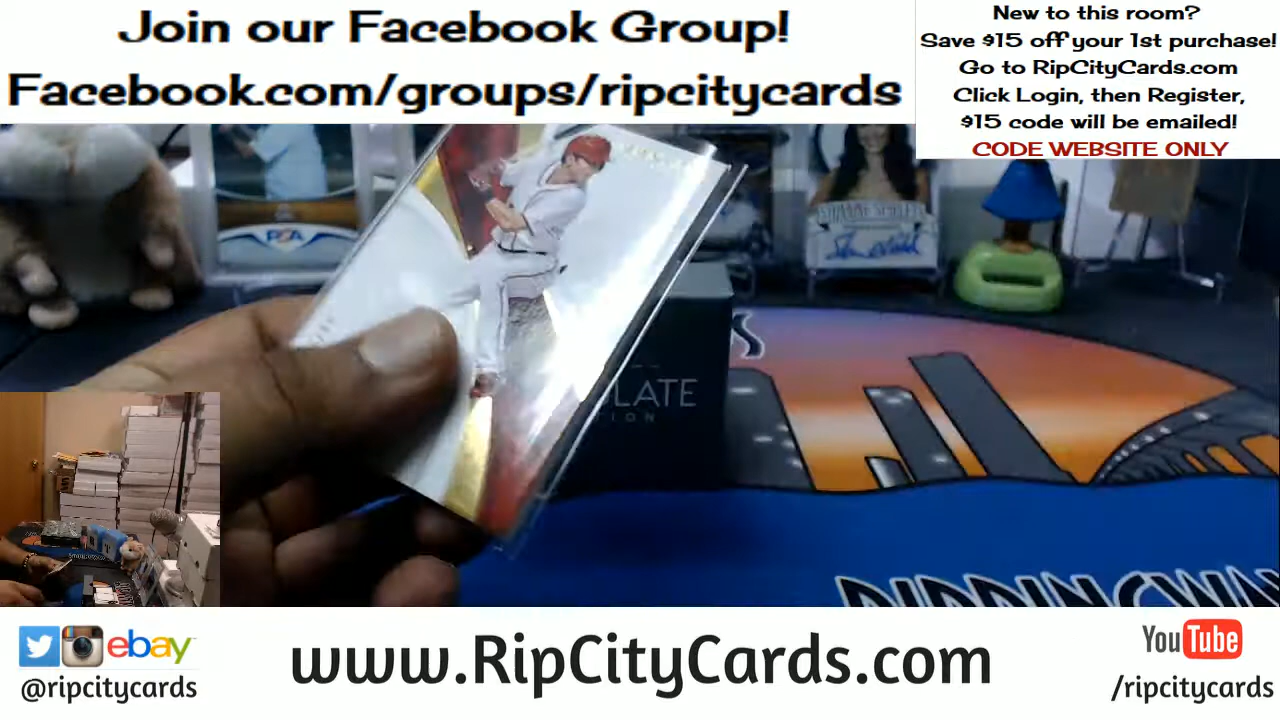 Join our Facebook Group!
Facebook.com/groups/ripcitycards
New to this room?
Save $15 off your 1st purchase!
Go to RipCityCards.com
Click Login, then Register,
$15 code will be emailed!
CODE WEBSITE ONLY
PSA
LATE
TION
ebay
@ripcitycards
www.RipCityCards.com
YouTube
/ripcitycards